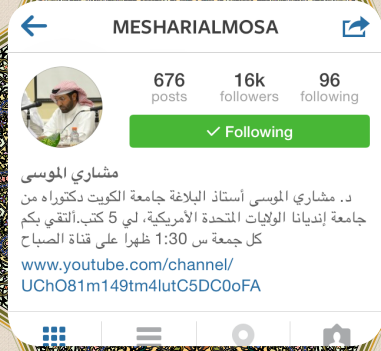 MESHARIALMOSA
676 16k 96
posts followers following
✓ Following
مشاري الموسى
د. مشاري الموسى أستاذ البلاغة جامعة الكويت دكتوراه من
جامعة إنديانا الولايات المتحدة الأمريكية، لي 5 كتب.ألتقي بكم
كل جمعة س 1:30 ظهرا على قناة الصباح
www.youtube.com/channel/
UChO81m149tm4lutC5DC0oFA